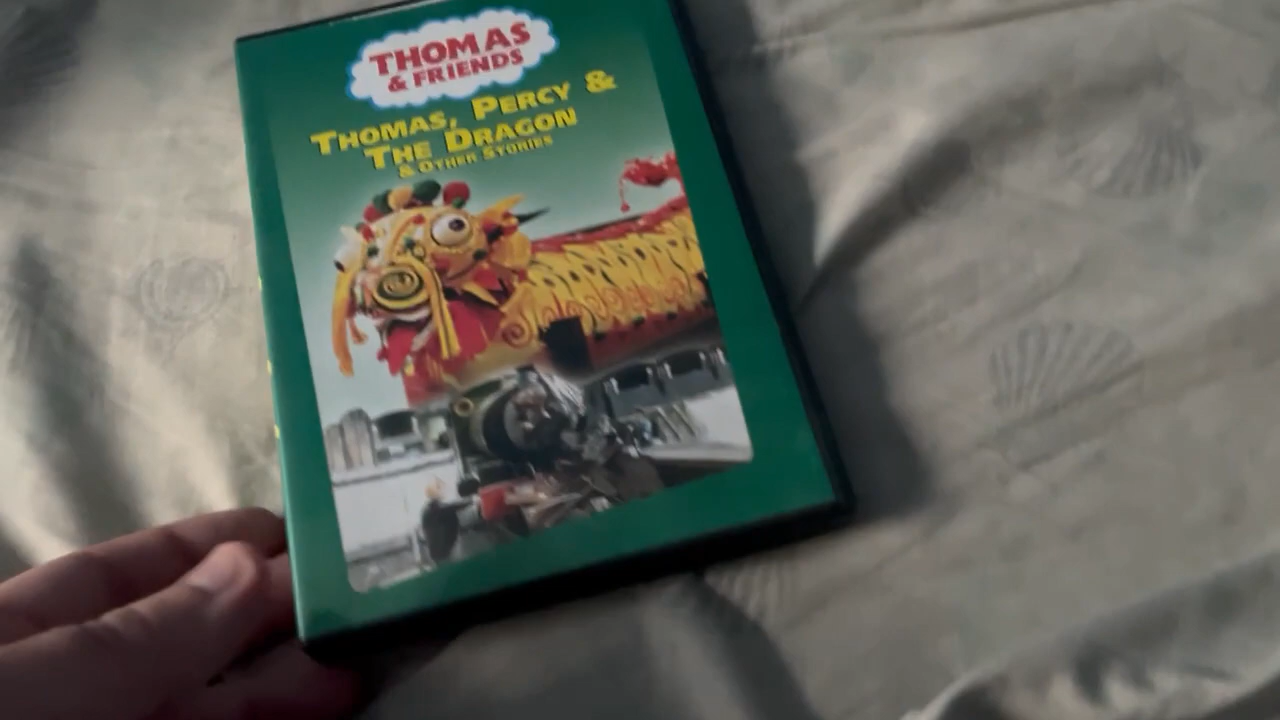 THOMAS
& FRIENDS
THOMAS, PERCY &
THE DRAGON
& OTHER STORIES